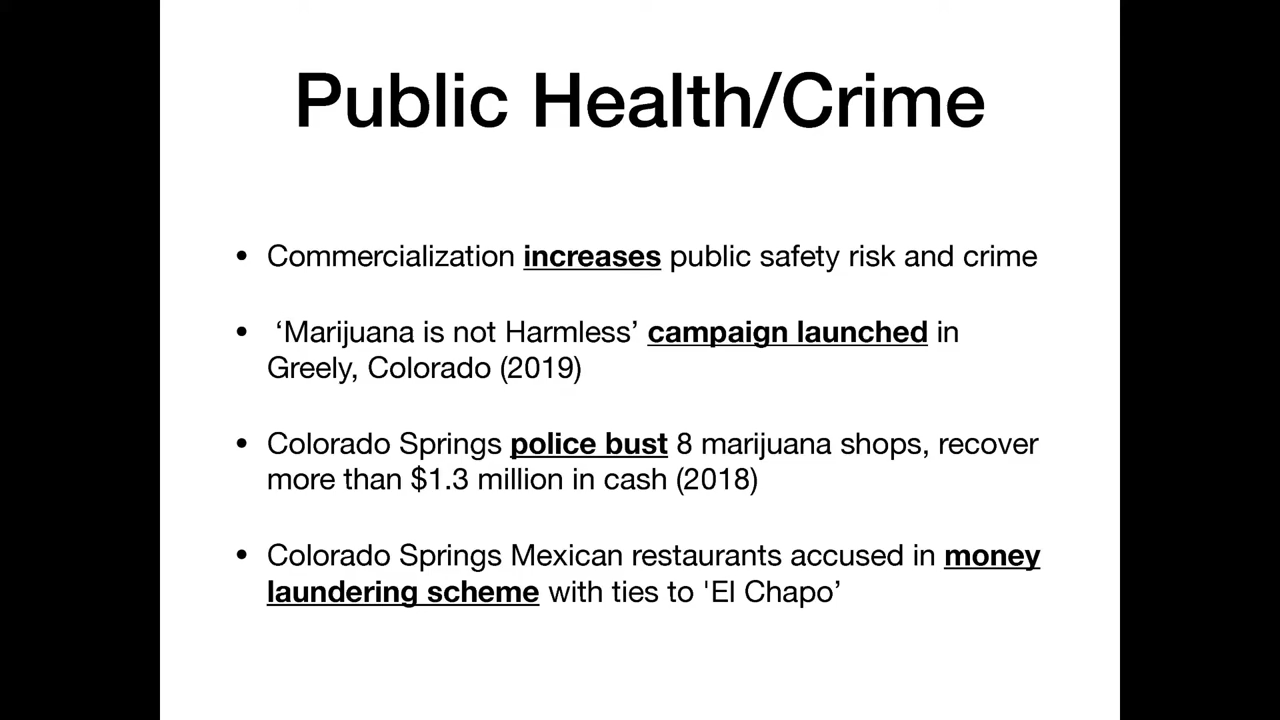 Public Health/Crime
• Commercialization increases public safety risk and crime
• ‘Marijuana is not Harmless’ campaign launched in
Greely, Colorado (2019)
• Colorado Springs police bust 8 marijuana shops, recover
more than $1.3 million in cash (2018)
• Colorado Springs Mexican restaurants accused in money
laundering scheme with ties to 'El Chapo’